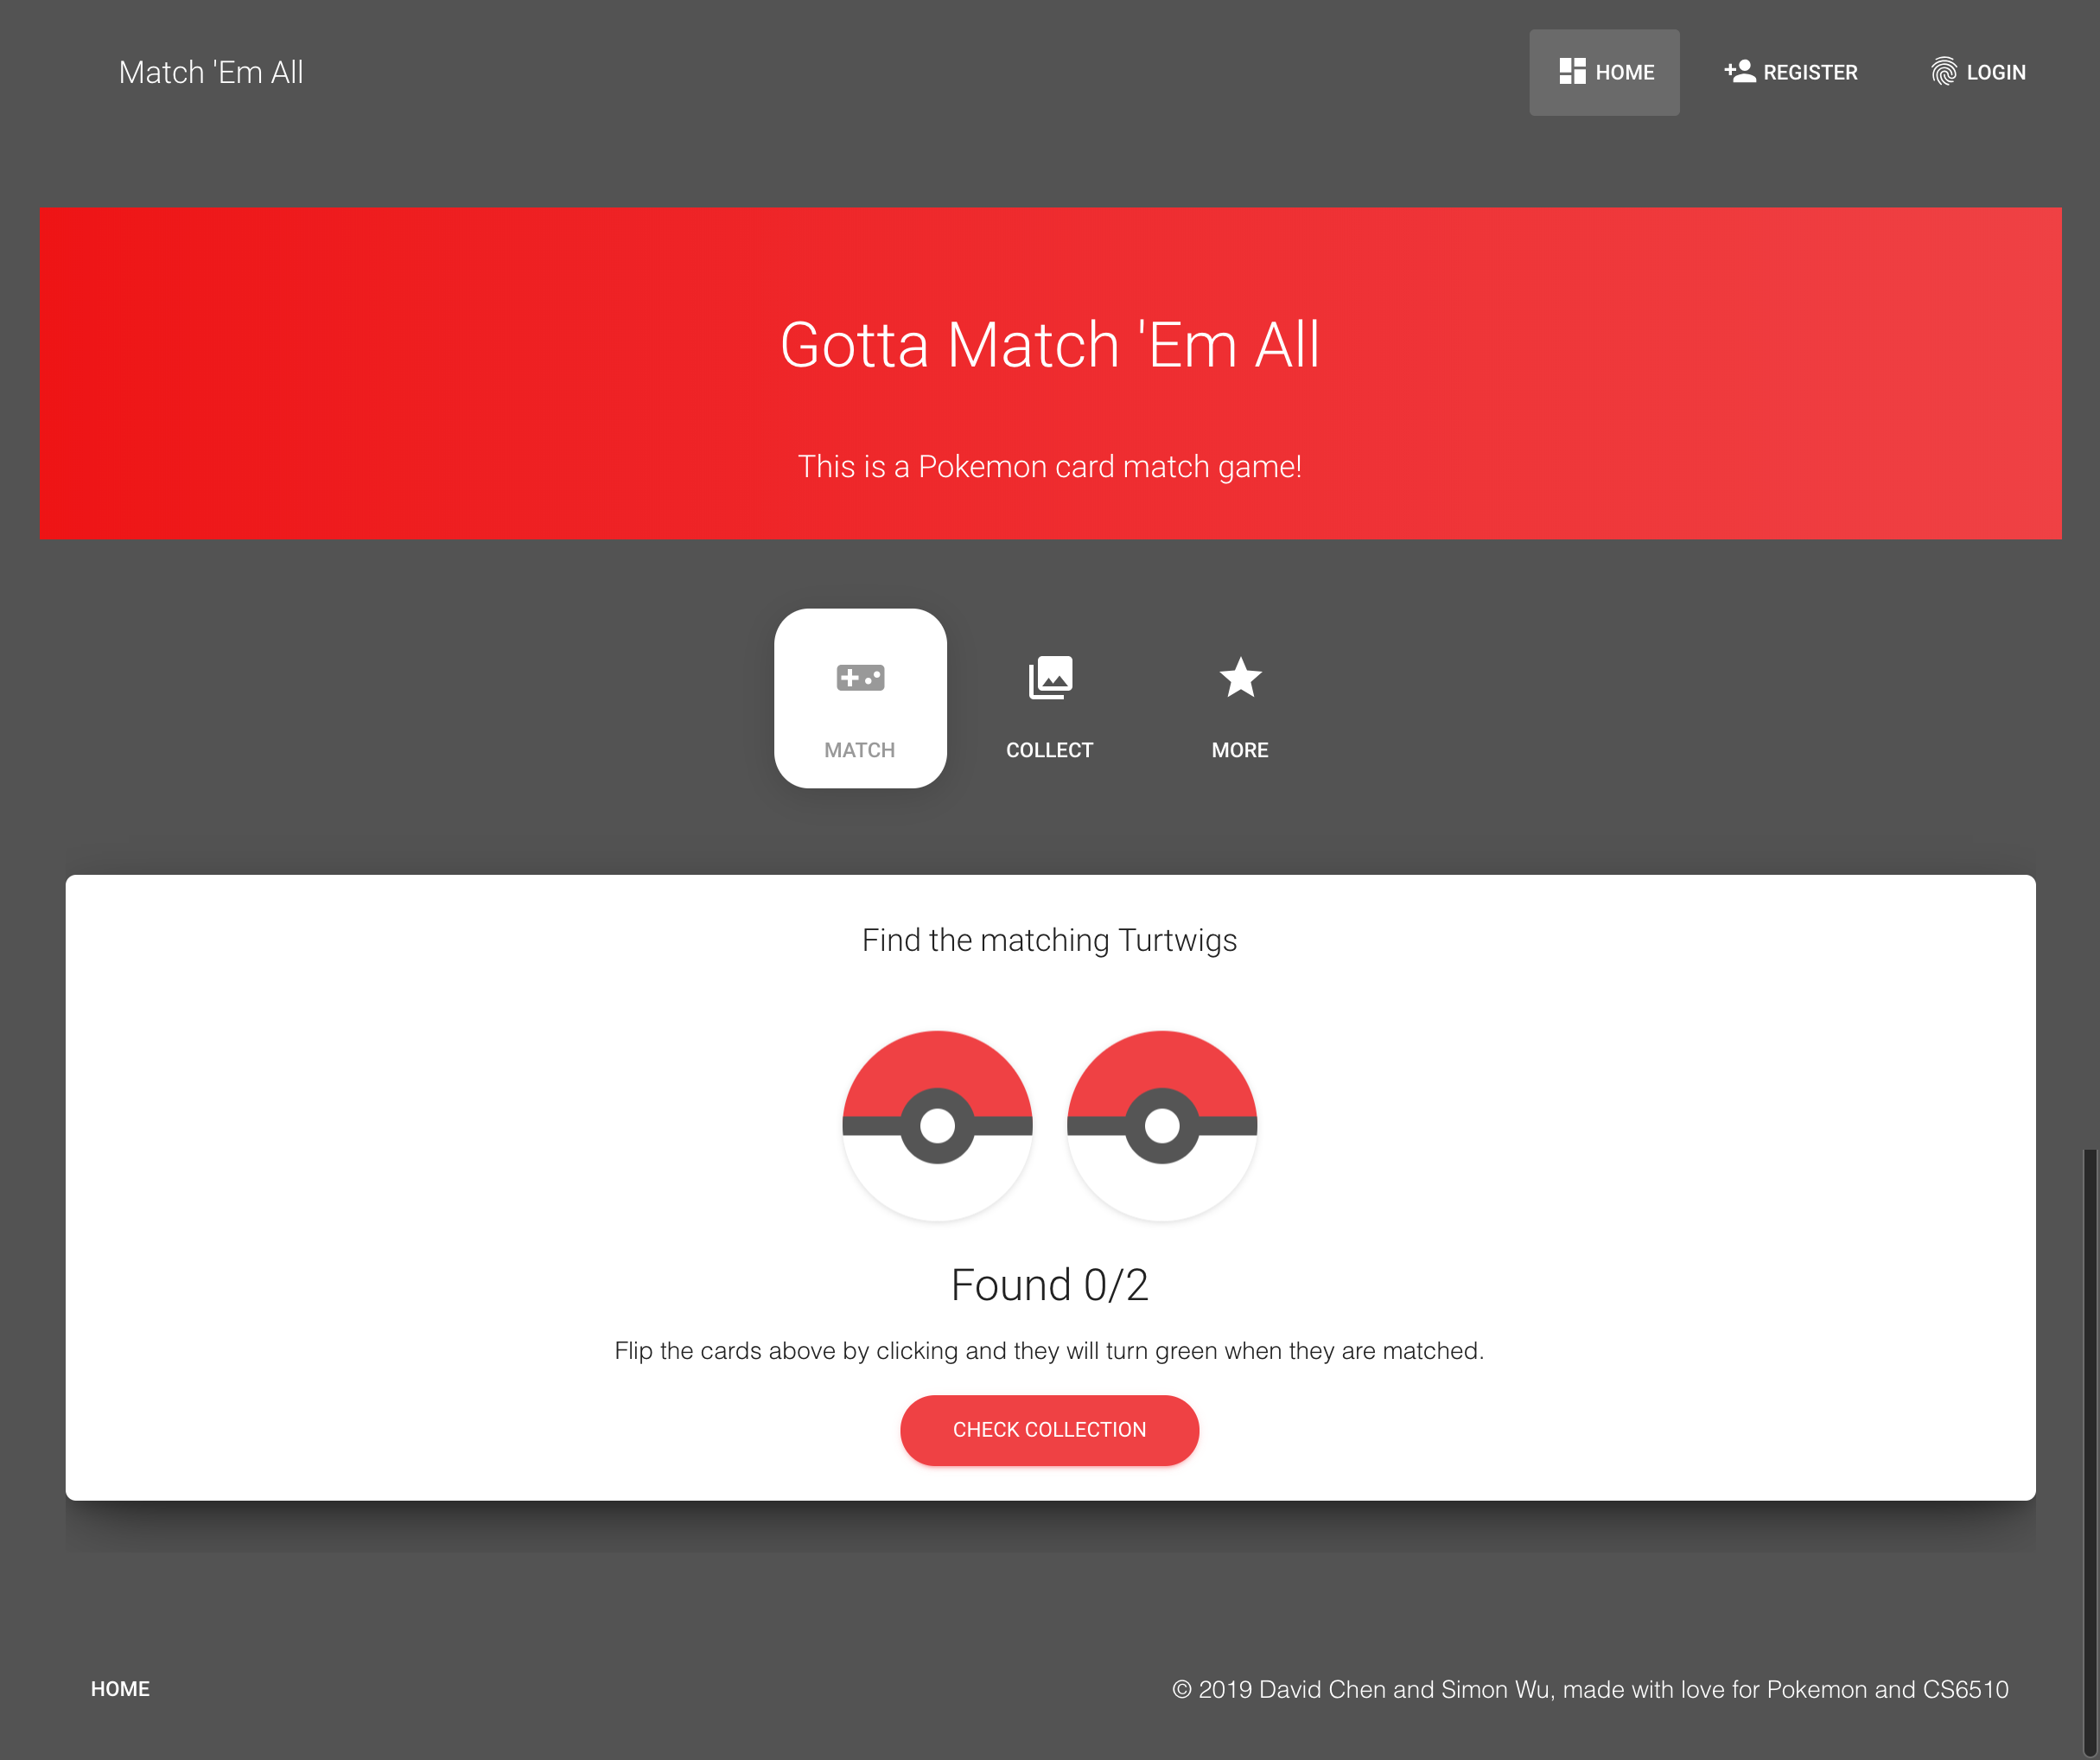 Match 'Em All
HOME
REGISTER
LOGIN
Gotta Match 'Em All
This is a Pokemon card match game!
MATCH
COLLECT
MORE
Find the matching Turtwigs
Found 0/2
Flip the cards above by clicking and they will turn green when they are matched.
CHECK COLLECTION
HOME
© 2019 David Chen and Simon Wu, made with love for Pokemon and CS6510